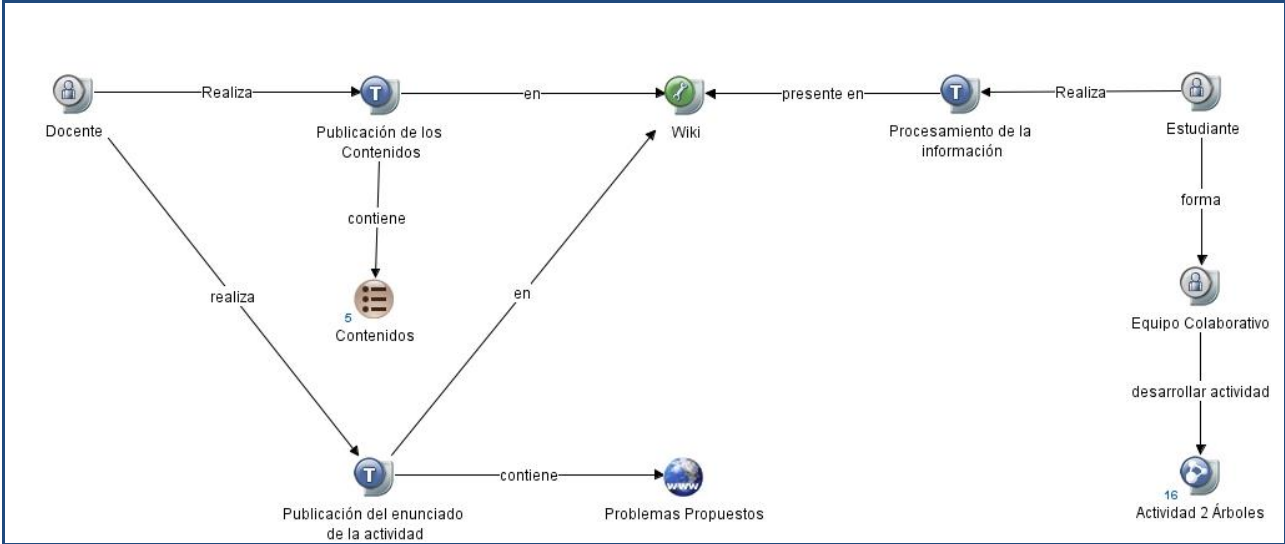 Realiza
en
presente en
Realiza
T
T
Docente
Publicación de los
Contenidos
Wiki
Procesamiento de la
información
Estudiante
contiene
forma
realiza
en
5
Contenidos
Equipo Colaborativo
desarrollar actividad
T
contiene
www
16
Publicación del enunciado
de la actividad
Problemas Propuestos
Actividad 2 Árboles